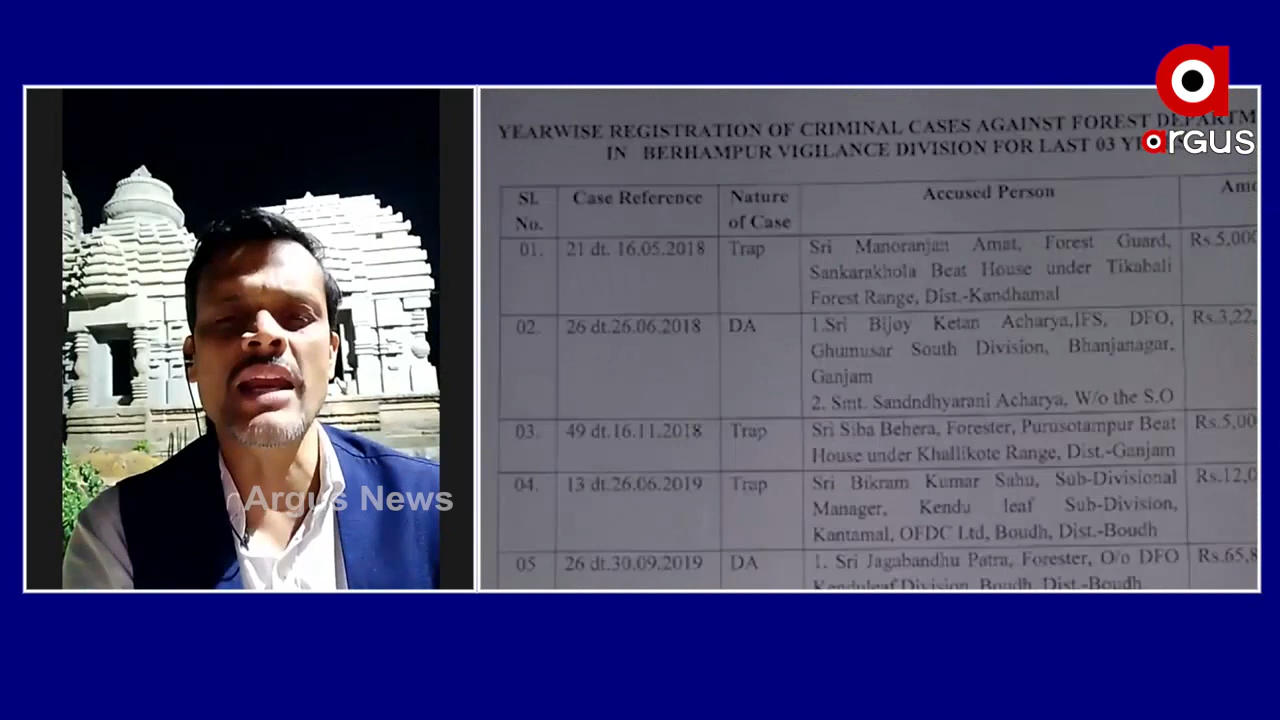 argus
YEARWISE REGISTRATION OF CRIMINAL CASES AGAINST FOREST
IN BERHAMPUR VIGILANCE DIVISION FOR LAST 03
Sl. No. Case Reference Nature of Case Accused Person
01. 21 dt. 16.05.2018 Trap Sri Manoranjan Amat, Forest Guard,
Sankarakhola Beat House under Tikabali
Forest Range, Dist.-Kandhamal
02. 26 dt.26.06.2018 DA 1.Sri Bijoy Ketan Acharya,IFS, DFO,
Ghumusar South Division, Bhanjanagar,
Ganjam
2. Smt. Sandndhyarani Acharya, W/o the S.O
03. 49 dt.16.11.2018 Trap Sri Siba Behera, Forester, Purusotampur Beat
House under Khallikote Range, Dist.-Ganjam
04. 13 dt.26.06.2019 Trap Sri Bikram Kumar Sahu, Sub-Divisional
Manager, Kendu leaf Sub-Division,
Kantamal, OFDC Ltd, Boudh, Dist.-Boudh
05 26 dt.30.09.2019 DA 1. Sri Jagabandhu Patra, Forester, O/o DFO
Kenduleaf Division, Boudh, Dist.-Boudh
Argus News